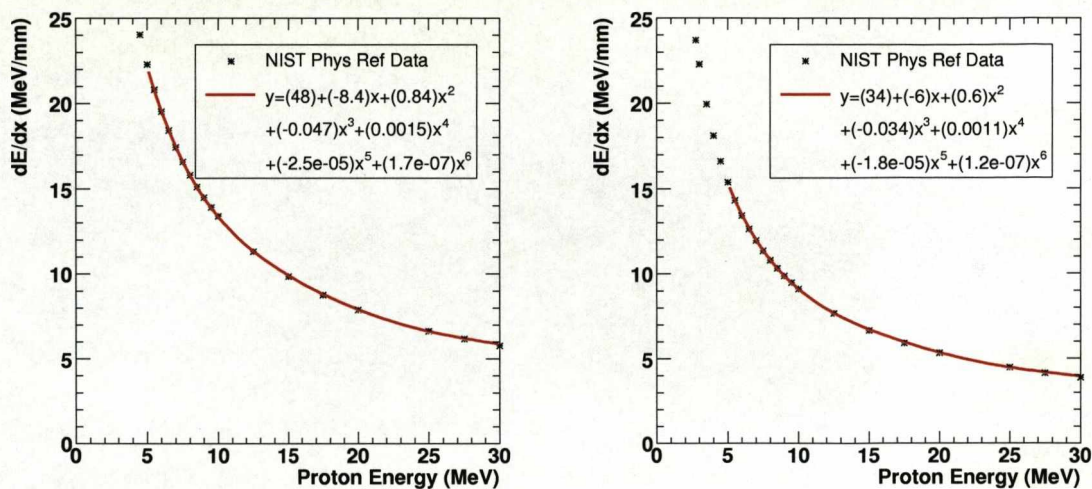 25
20
15
10
5
0
dE/dx (MeV/mm)
NIST Phys Ref Data
y=(48)+(-8.4)x+(0.84)x²
+(-0.047)x³+(0.0015)x⁴
+(-2.5e-05)x⁵+(1.7e-07)x⁶
0 5 10 15 20 25 30
Proton Energy (MeV)
25
20
15
10
5
0
dE/dx (MeV/mm)
NIST Phys Ref Data
y=(34)+(-6)x+(0.6)x²
+(-0.034)x³+(0.0011)x⁴
+(-1.8e-05)x⁵+(1.2e-07)x⁶
0 5 10 15 20 25 30
Proton Energy (MeV)